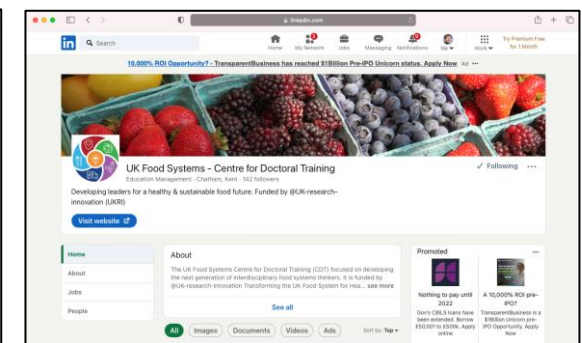 linkedin.com
in
Search
Home
My Network
Jobs
Messaging
Notifications
Me
Work
Try Premium Free
for 1 Month
10,000% ROI Opportunity? - TransparentBusiness has reached $1Billion Pre-IPO Unicorn status. Apply Now Ad ...
UK Food Systems - Centre for Doctoral Training
Education Management · Chatham, Kent · 142 followers
✓ Following ...
Developing leaders for a healthy & sustainable food future. Funded by @UK-research-
innovation (UKRI)
Visit website
Home
About
Jobs
People
About
The UK Food Systems Centre for Doctoral Training (CDT) focused on developing
the next generation of interdisciplinary food systems thinkers. It is funded by
@UK-research-innovation Transforming the UK Food System for Hea... see more
See all
All
Images
Documents
Videos
Ads
Sort by: Top
Promoted ...
Nothing to pay until
2022
Gov's CBILS loans have
been extended. Borrow
£50,001 to £500k. Apply
online
A 10,000% ROI pre-
IPO?
TransparentBusiness is a
$1Billion Unicorn pre-
IPO Opportunity. Apply
Now